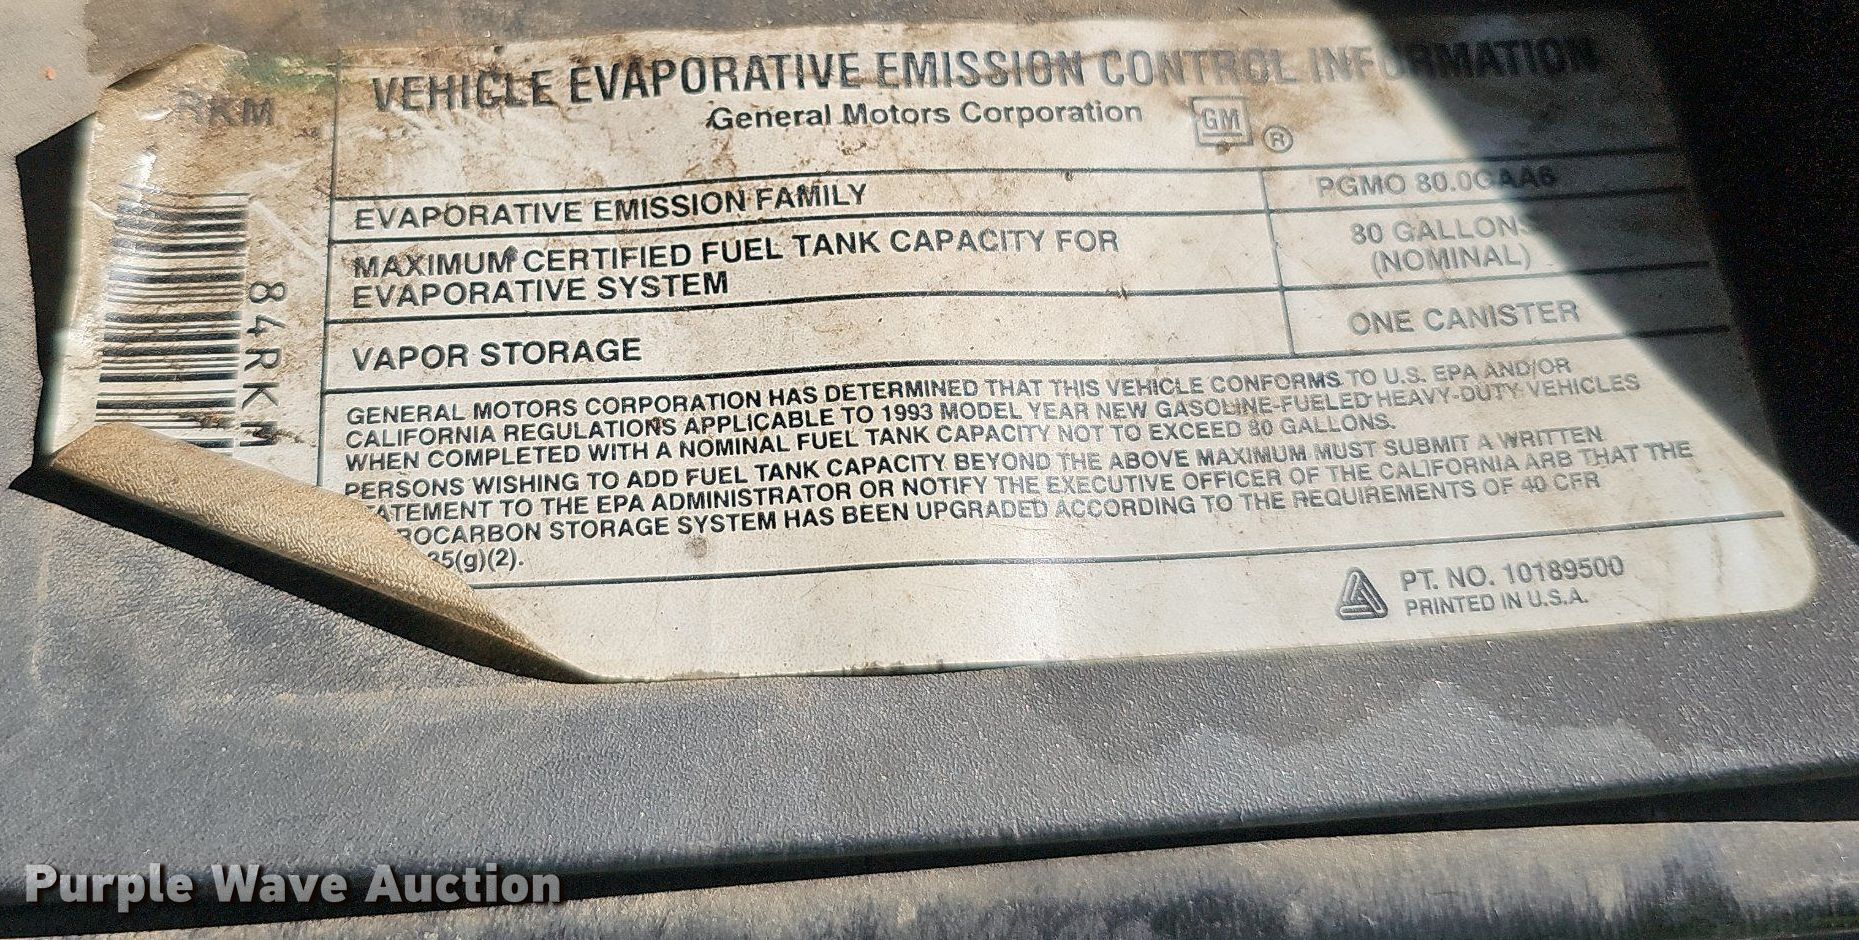 RKM
84RKM
VEHICLE EVAPORATIVE EMISSION CONTROL INFORMATION
General Motors Corporation GM ®
EVAPORATIVE EMISSION FAMILY PGMO 80.0GAA6
MAXIMUM CERTIFIED FUEL TANK CAPACITY FOR
EVAPORATIVE SYSTEM
80 GALLONS
(NOMINAL)
VAPOR STORAGE ONE CANISTER
GENERAL MOTORS CORPORATION HAS DETERMINED THAT THIS VEHICLE CONFORMS TO U.S. EPA AND/OR
CALIFORNIA REGULATIONS APPLICABLE TO 1993 MODEL YEAR NEW GASOLINE-FUELED HEAVY-DUTY VEHICLES
WHEN COMPLETED WITH A NOMINAL FUEL TANK CAPACITY NOT TO EXCEED 80 GALLONS.
PERSONS WISHING TO ADD FUEL TANK CAPACITY BEYOND THE ABOVE MAXIMUM MUST SUBMIT A WRITTEN
ATEMENT TO THE EPA ADMINISTRATOR OR NOTIFY THE EXECUTIVE OFFICER OF THE CALIFORNIA ARB THAT THE
ROCARBON STORAGE SYSTEM HAS BEEN UPGRADED ACCORDING TO THE REQUIREMENTS OF 40 CFR
35(g)(2).
PT. NO. 10189500
PRINTED IN U.S.A.
Purple Wave Auction